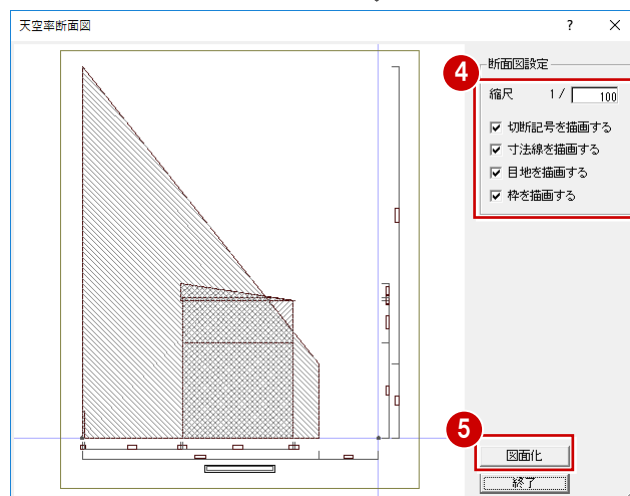 天空率断面図 ? ×
4
断面図設定
縮尺 1 / 100
切断記号を描画する
寸法線を描画する
目地を描画する
枠を描画する
5
図面化
終了